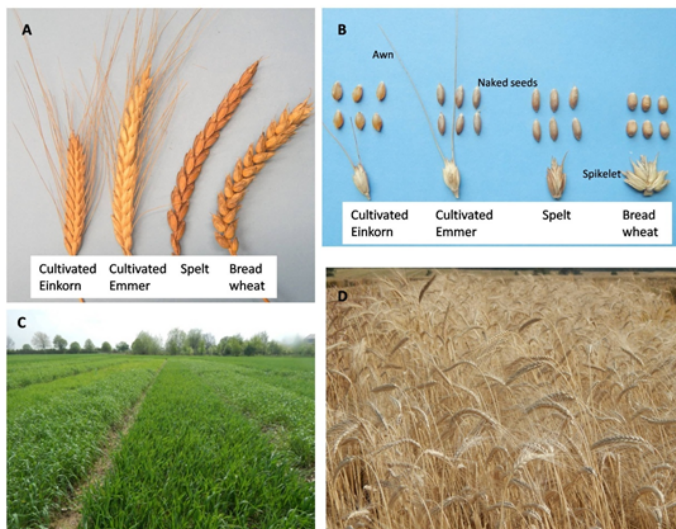 A
Cultivated Einkorn
Cultivated Emmer
Spelt
Bread wheat
B
Awn
Naked seeds
Spikelet
Cultivated Einkorn
Cultivated Emmer
Spelt
Bread wheat
C
D